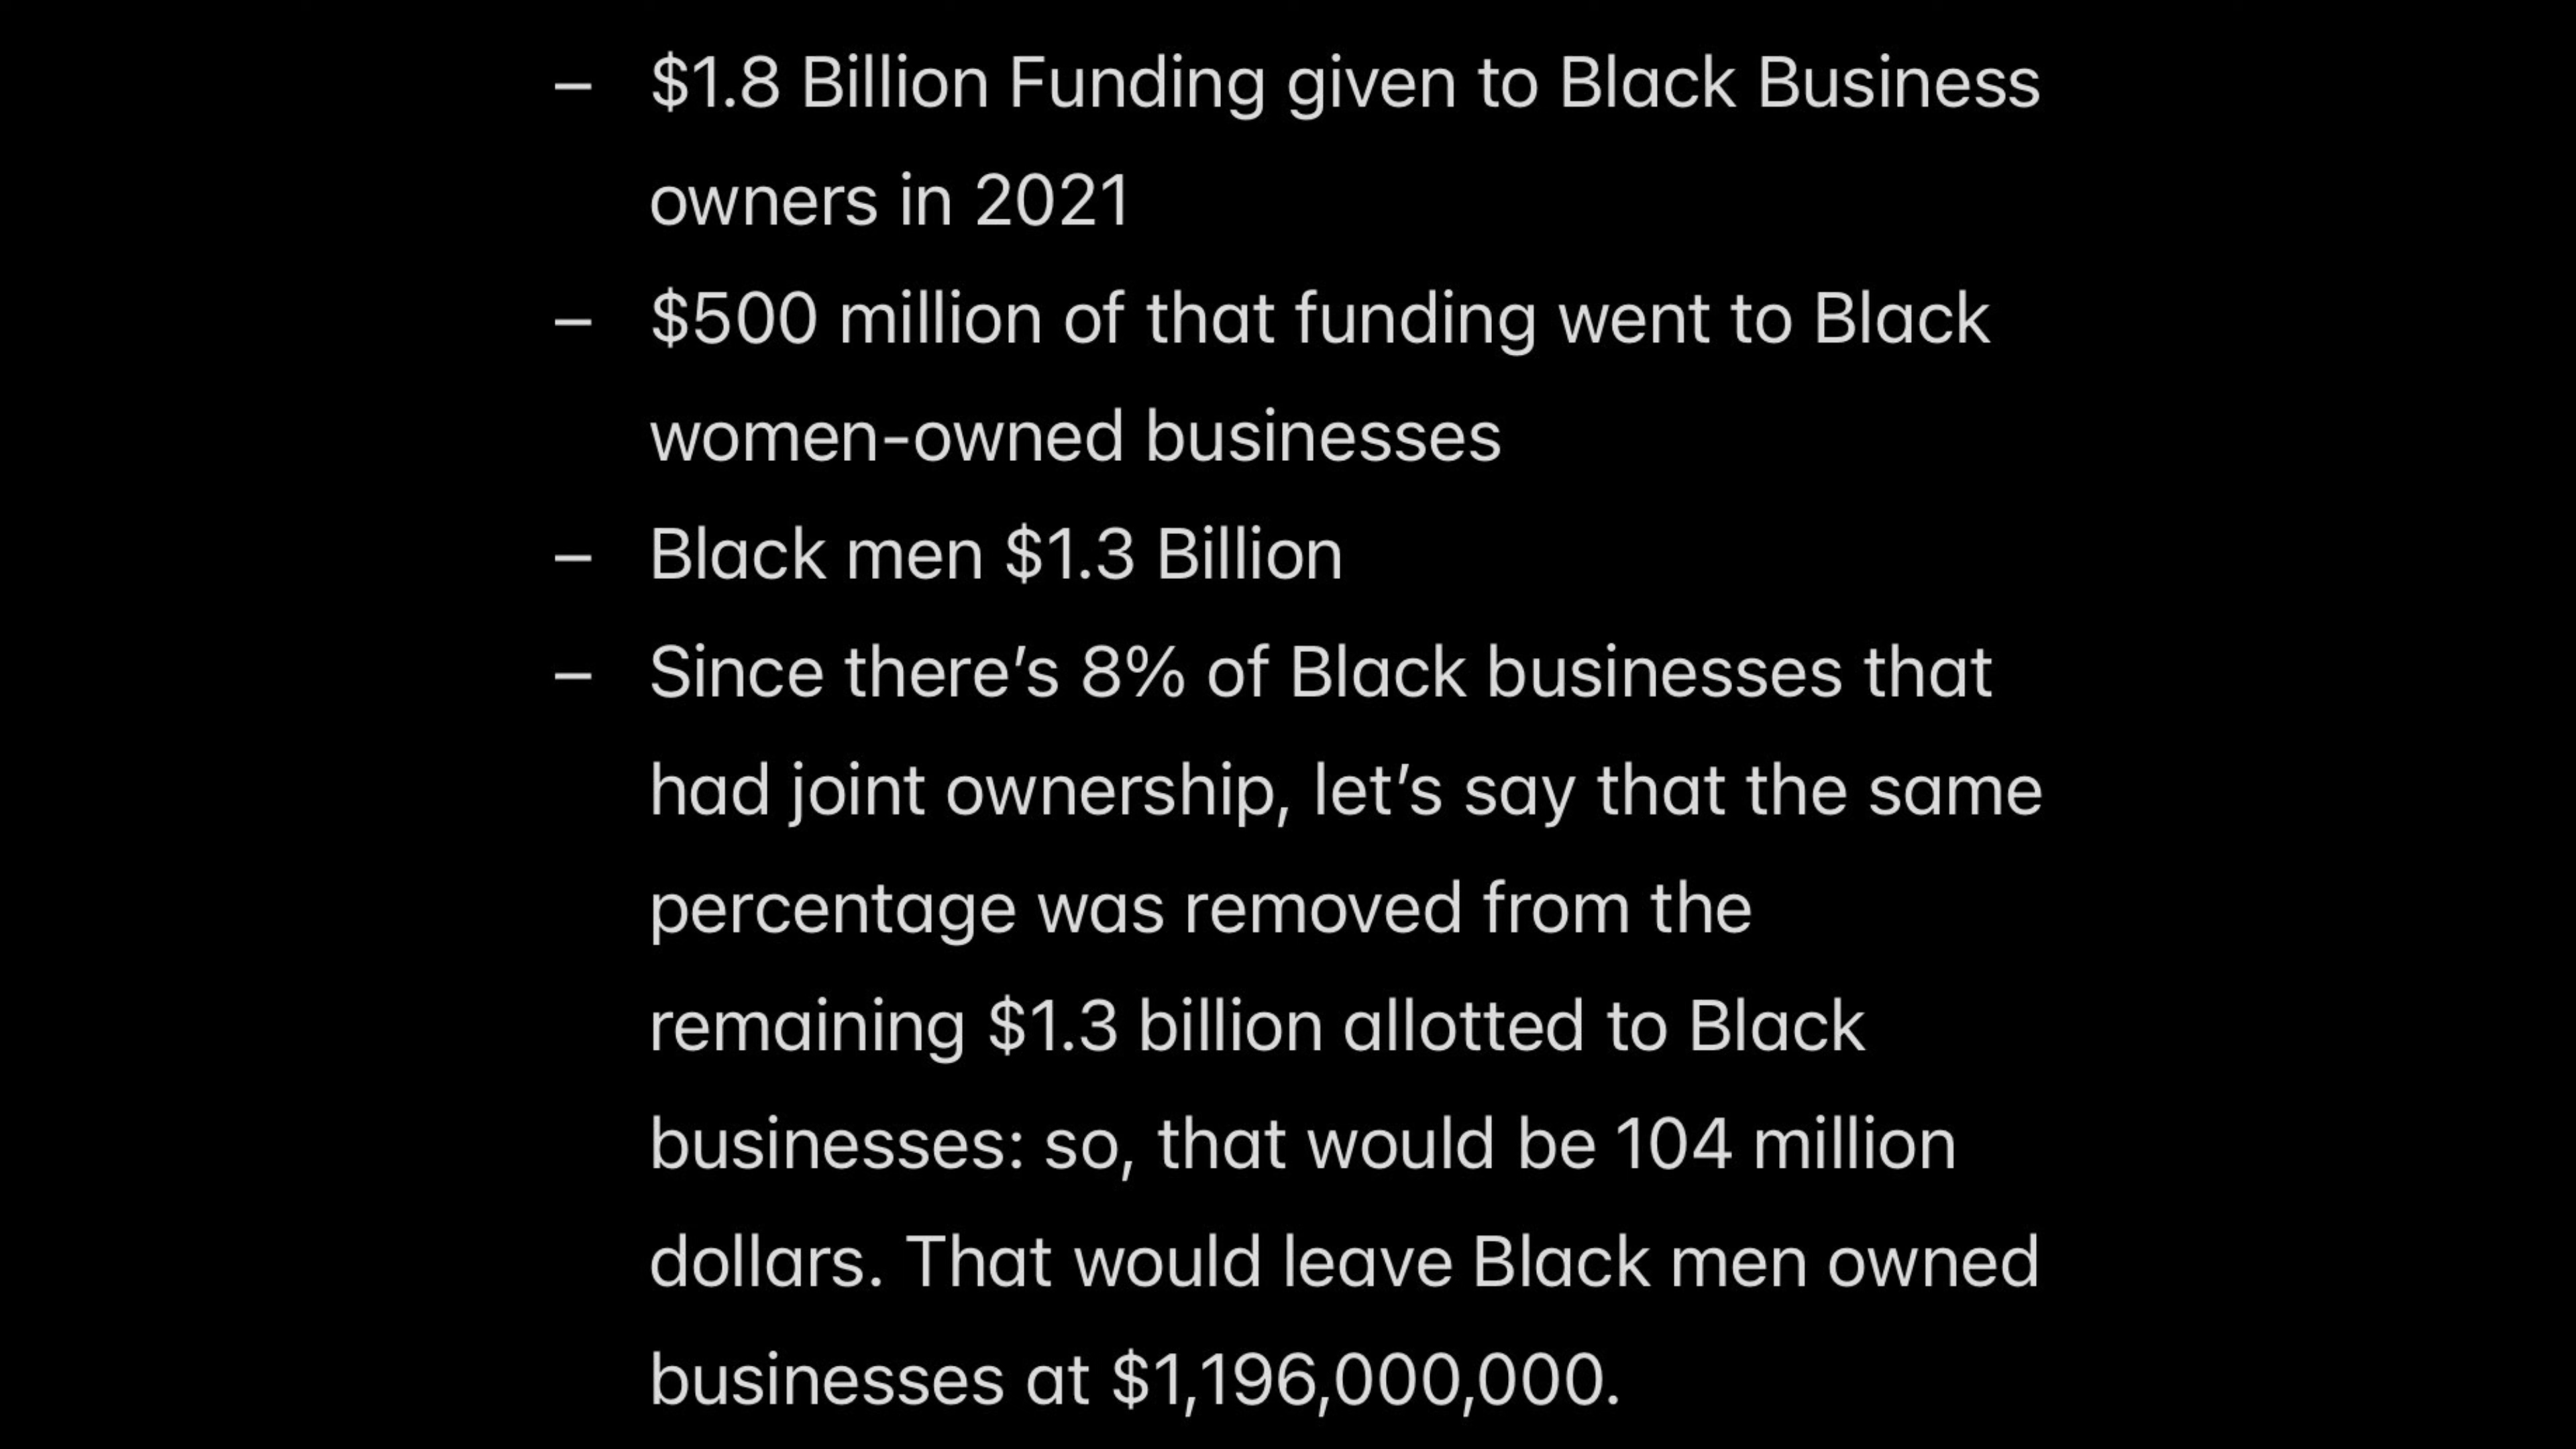 – $1.8 Billion Funding given to Black Business
owners in 2021
– $500 million of that funding went to Black
women-owned businesses
– Black men $1.3 Billion
– Since there’s 8% of Black businesses that
had joint ownership, let’s say that the same
percentage was removed from the
remaining $1.3 billion allotted to Black
businesses: so, that would be 104 million
dollars. That would leave Black men owned
businesses at $1,196,000,000.